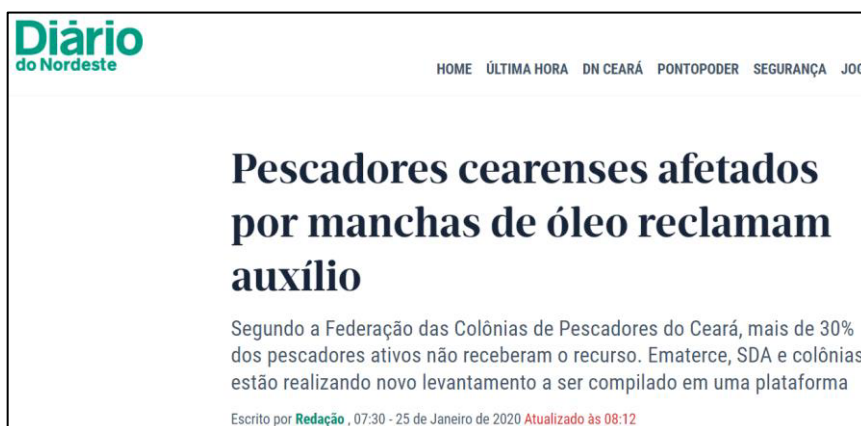 Diário
do Nordeste
HOME ÚLTIMA HORA DN CEARÁ PONTOPODER SEGURANÇA
Pescadores cearenses afetados
por manchas de óleo reclamam
auxílio
Segundo a Federação das Colônias de Pescadores do Ceará, mais de 30%
dos pescadores ativos não receberam o recurso. Ematerce, SDA e colônias
estão realizando novo levantamento a ser compilado em uma plataforma
Escrito por Redação , 07:30 - 25 de Janeiro de 2020 Atualizado às 08:12